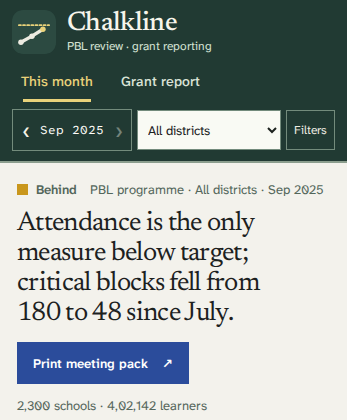 Chalkline
PBL review · grant reporting
This month Grant report
‹ Sep 2025 › All districts Filters
Behind PBL programme · All districts · Sep 2025
Attendance is the only
measure below target;
critical blocks fell from
180 to 48 since July.
Print meeting pack ↗
2,300 schools · 4,02,142 learners